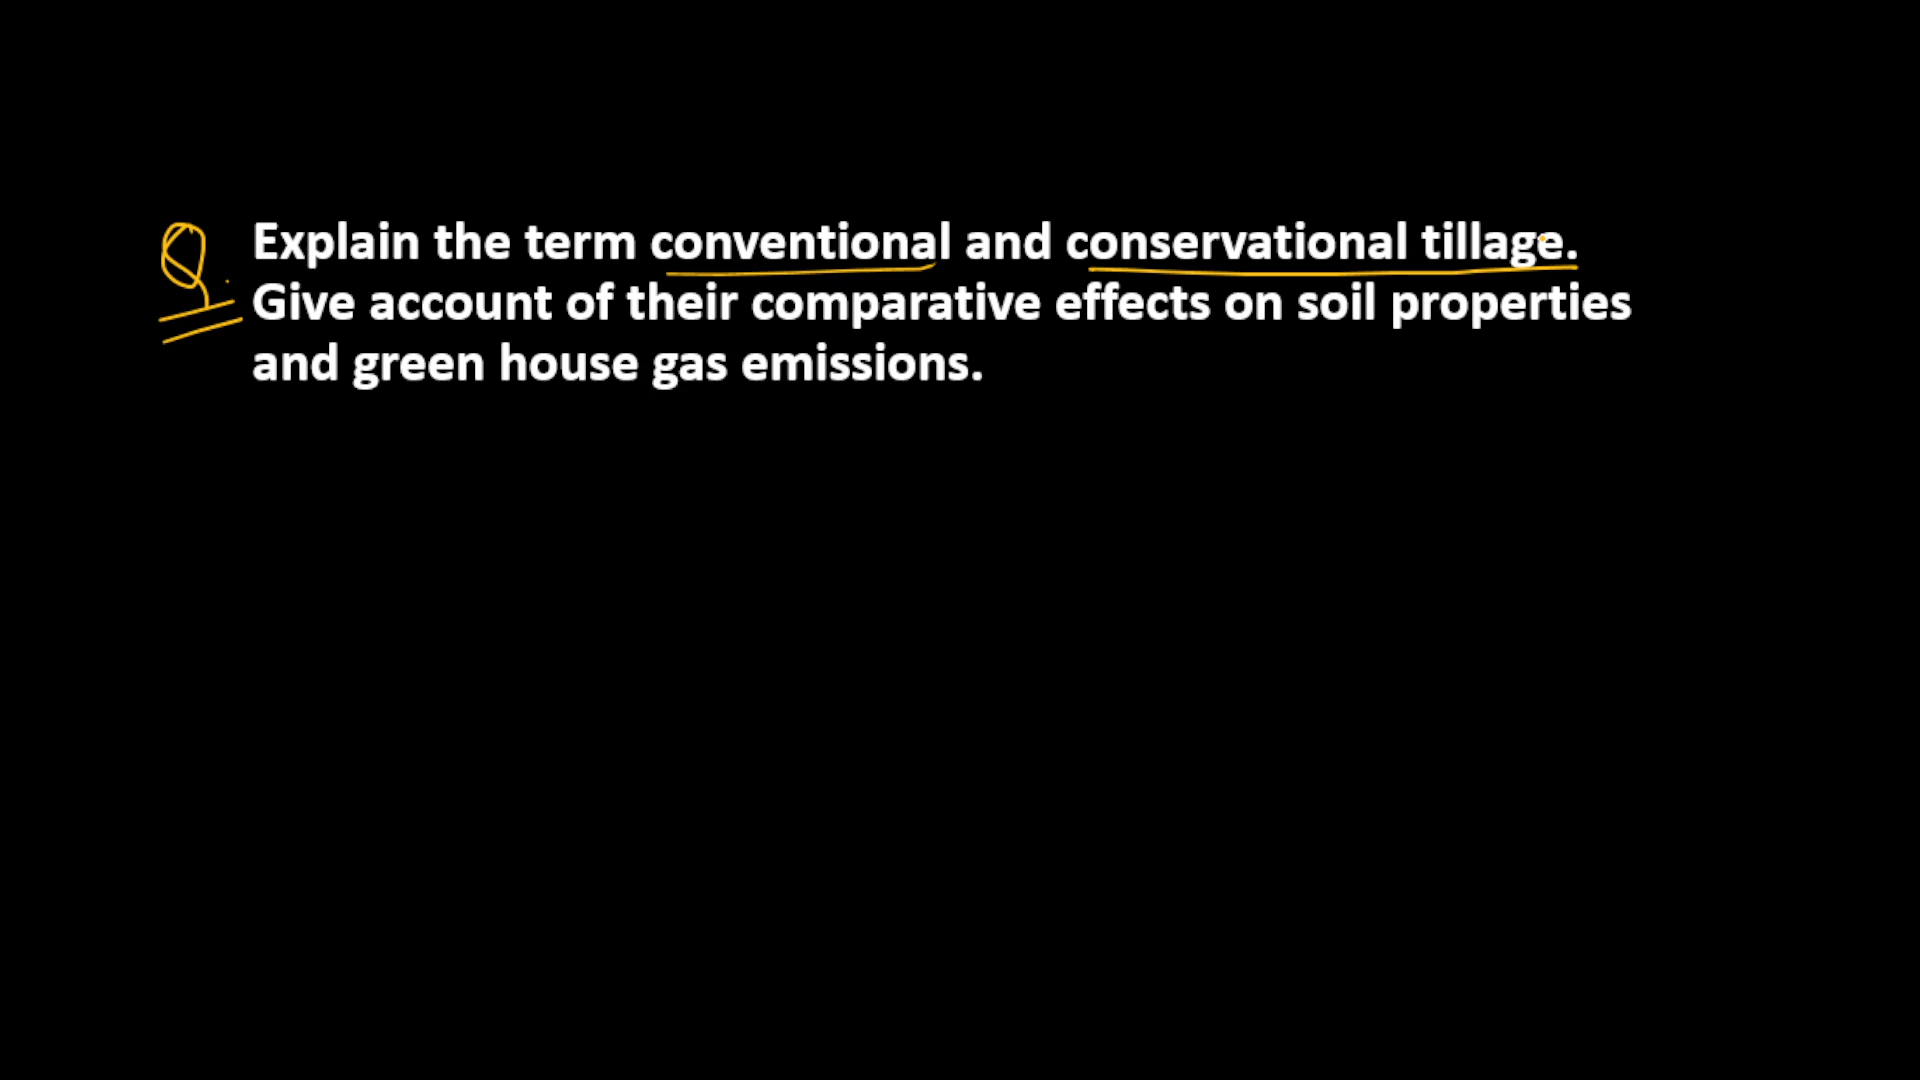 Q. Explain the term conventional and conservational tillage.
Give account of their comparative effects on soil properties
and green house gas emissions.